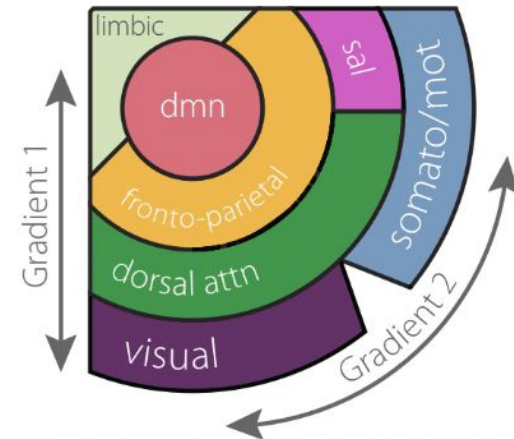 limbic
sal
dmn
somato/mot
fronto-parietal
Gradient 1
dorsal attn
Gradient 2
visual